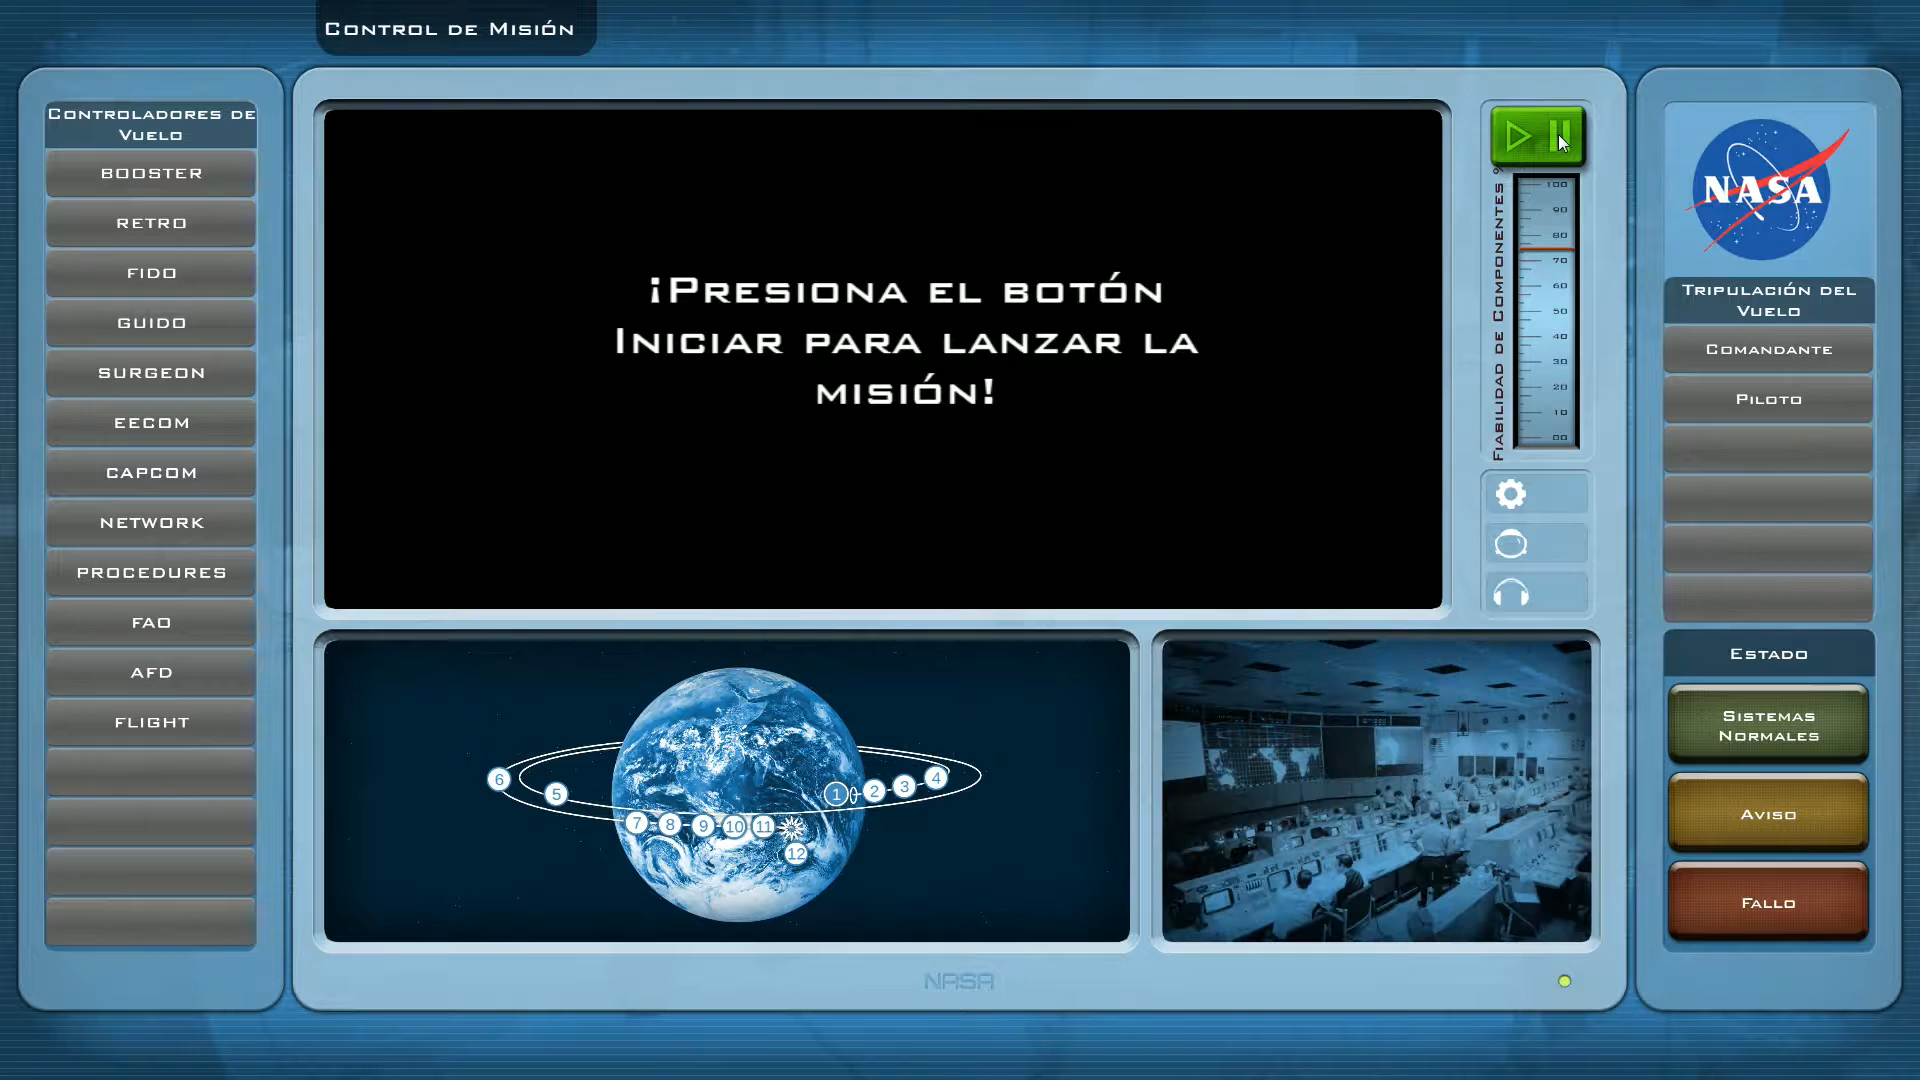 Control de Misión
Controladores de
Vuelo
BOOSTER
RETRO
FIDO
GUIDO
SURGEON
EECOM
CAPCOM
NETWORK
PROCEDURES
FAO
AFD
FLIGHT
¡Presiona el botón
Iniciar para lanzar la
misión!
Fiabilidad de Componentes %
100
90
80
70
60
50
40
30
20
10
00
1
2
3
4
5
6
7
8
9
10
11
12
NASA
NASA
Tripulación del
Vuelo
Comandante
Piloto
Estado
Sistemas
Normales
Aviso
Fallo